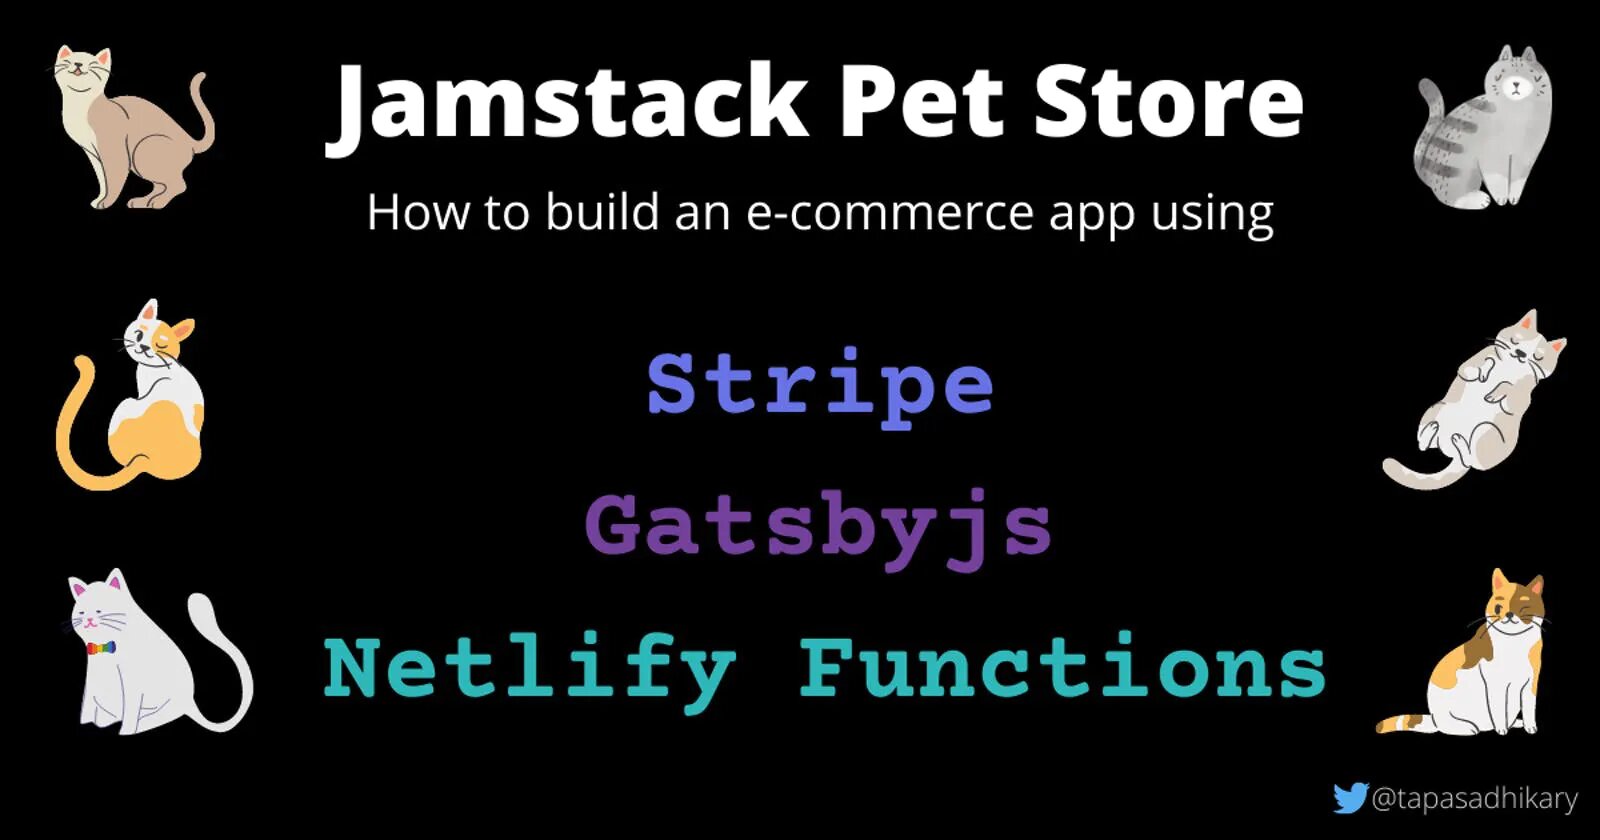 Jamstack Pet Store
How to build an e-commerce app using
Stripe
Gatsbyjs
Netlify Functions
@tapasadhikary